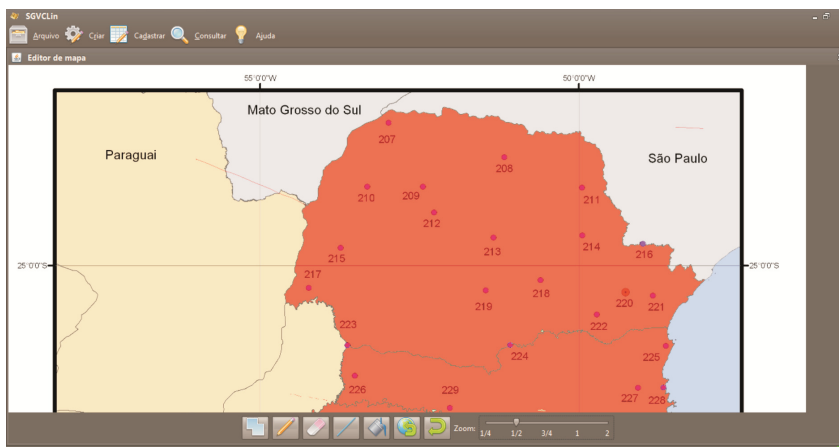 SGVCLin
Arquivo Criar Cadastrar Consultar Ajuda
Editor de mapa
55°0'0"W 50°0'0"W
Mato Grosso do Sul
Paraguai
São Paulo
207
208
210 209 211
212
213 214 216
215
25°0'0"S 25°0'0"S
217
218
219 220 221
222
223
224 225
226 229 227 228
Zoom: 1/4 1/2 3/4 1 2